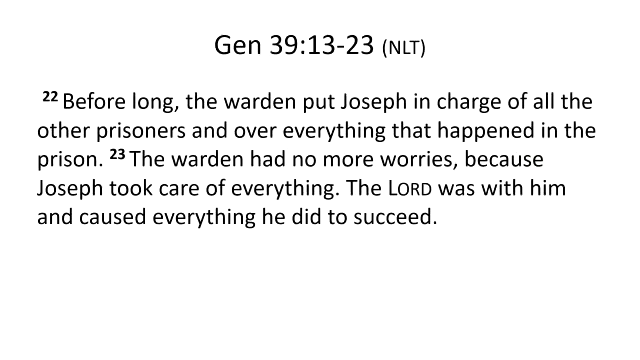 Gen 39:13-23 (NLT)
22 Before long, the warden put Joseph in charge of all the
other prisoners and over everything that happened in the
prison. 23 The warden had no more worries, because
Joseph took care of everything. The LORD was with him
and caused everything he did to succeed.